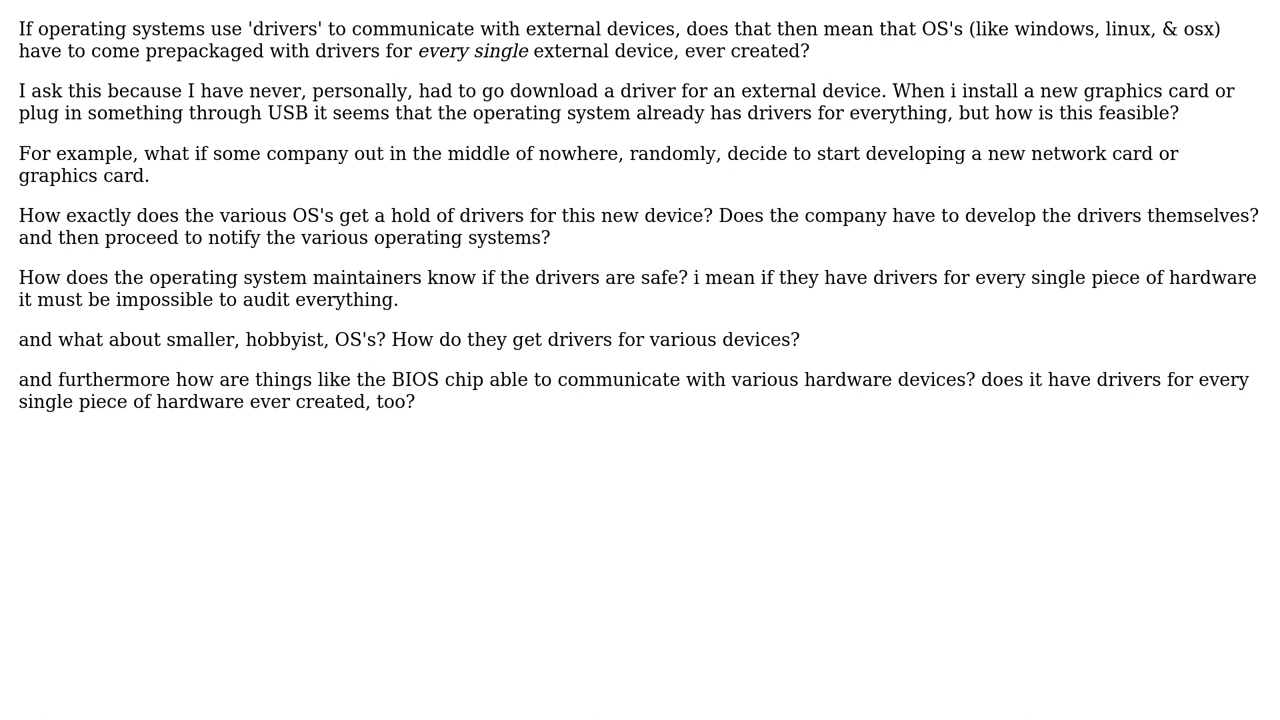 If operating systems use 'drivers' to communicate with external devices, does that then mean that OS's (like windows, linux, & osx)
have to come prepackaged with drivers for every single external device, ever created?
I ask this because I have never, personally, had to go download a driver for an external device. When i install a new graphics card or
plug in something through USB it seems that the operating system already has drivers for everything, but how is this feasible?
For example, what if some company out in the middle of nowhere, randomly, decide to start developing a new network card or
graphics card.
How exactly does the various OS's get a hold of drivers for this new device? Does the company have to develop the drivers themselves?
and then proceed to notify the various operating systems?
How does the operating system maintainers know if the drivers are safe? i mean if they have drivers for every single piece of hardware
it must be impossible to audit everything.
and what about smaller, hobbyist, OS's? How do they get drivers for various devices?
and furthermore how are things like the BIOS chip able to communicate with various hardware devices? does it have drivers for every
single piece of hardware ever created, too?